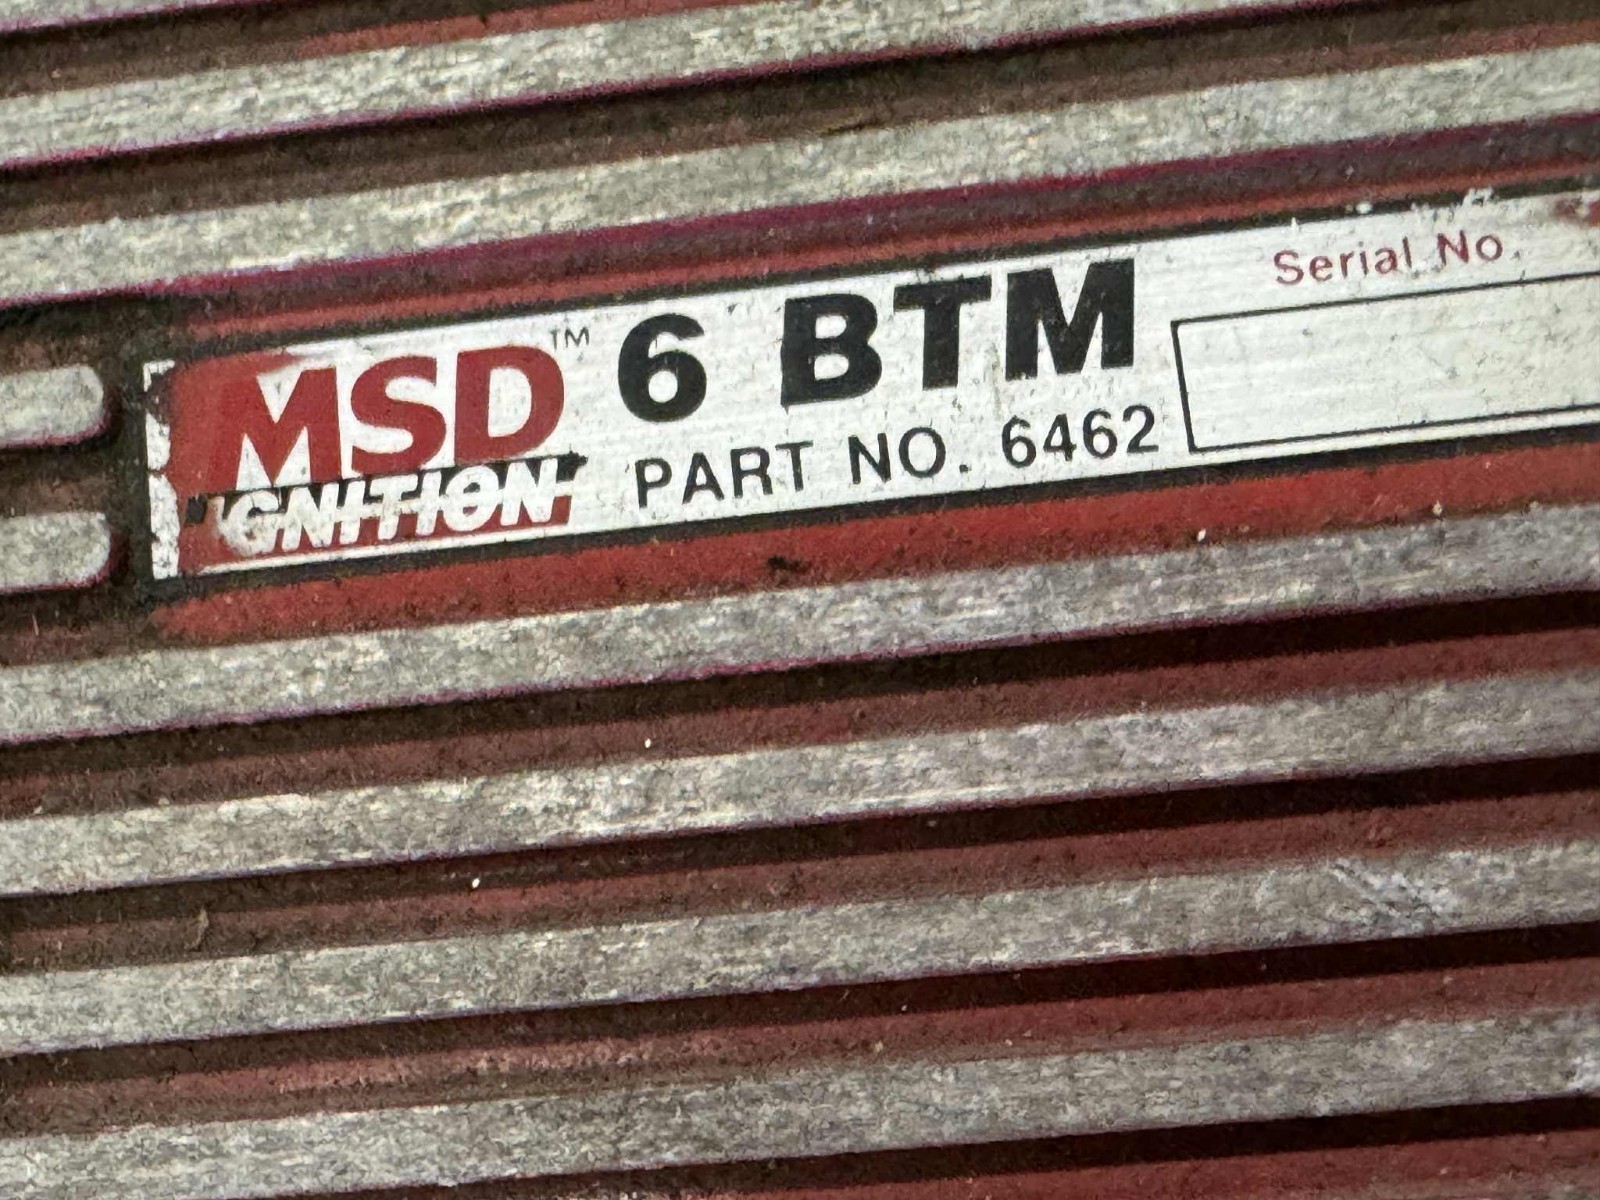 MSD™ 6 BTM
IGNITION
PART NO. 6462
Serial No.